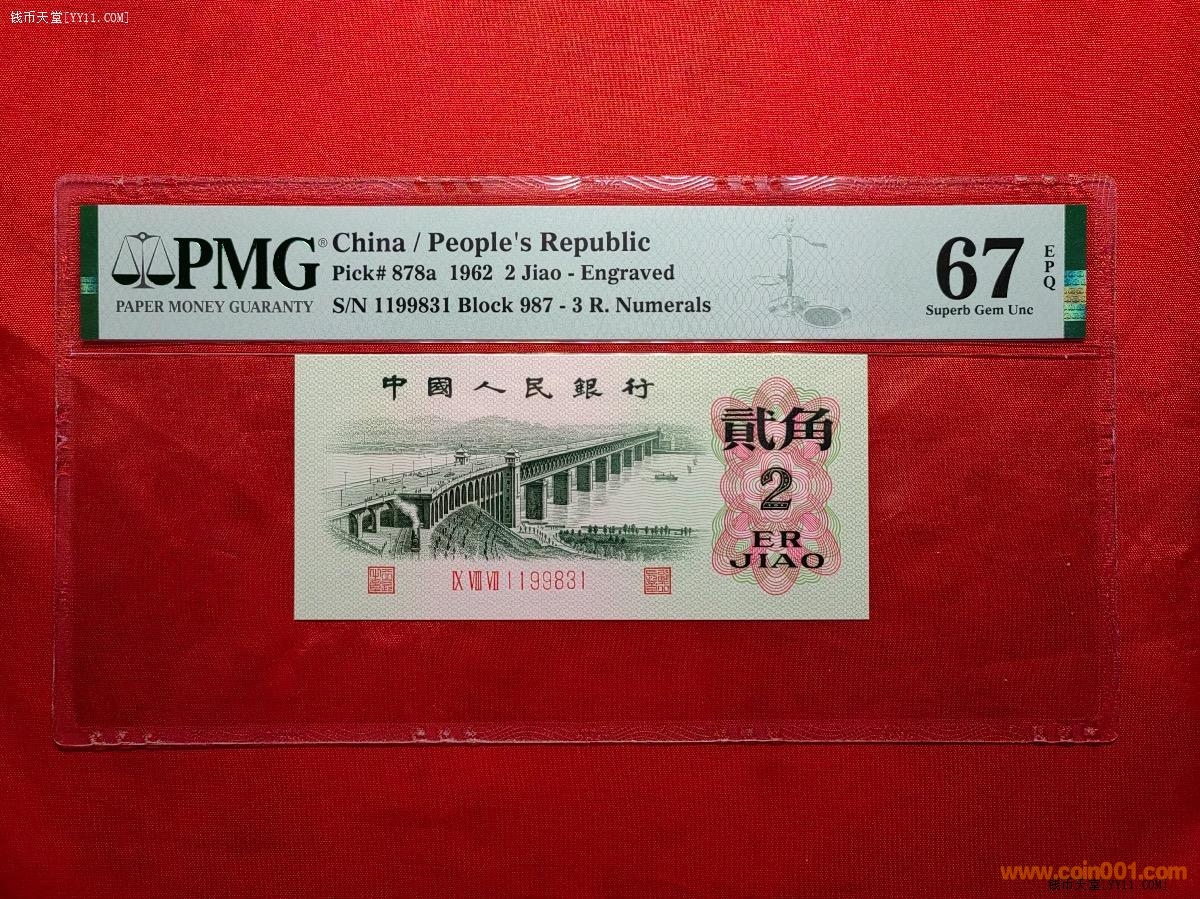 钱币天堂[YY11.COM]
PMG®
PAPER MONEY GUARANTY
China / People's Republic
Pick# 878a 1962 2 Jiao - Engraved
S/N 1199831 Block 987 - 3 R. Numerals
67
EPQ
Superb Gem Unc
中國人民銀行
貳角
2
ER
JIAO
IX VIII VII 1199831
www.coin001.com
钱币天堂[YY11.COM]